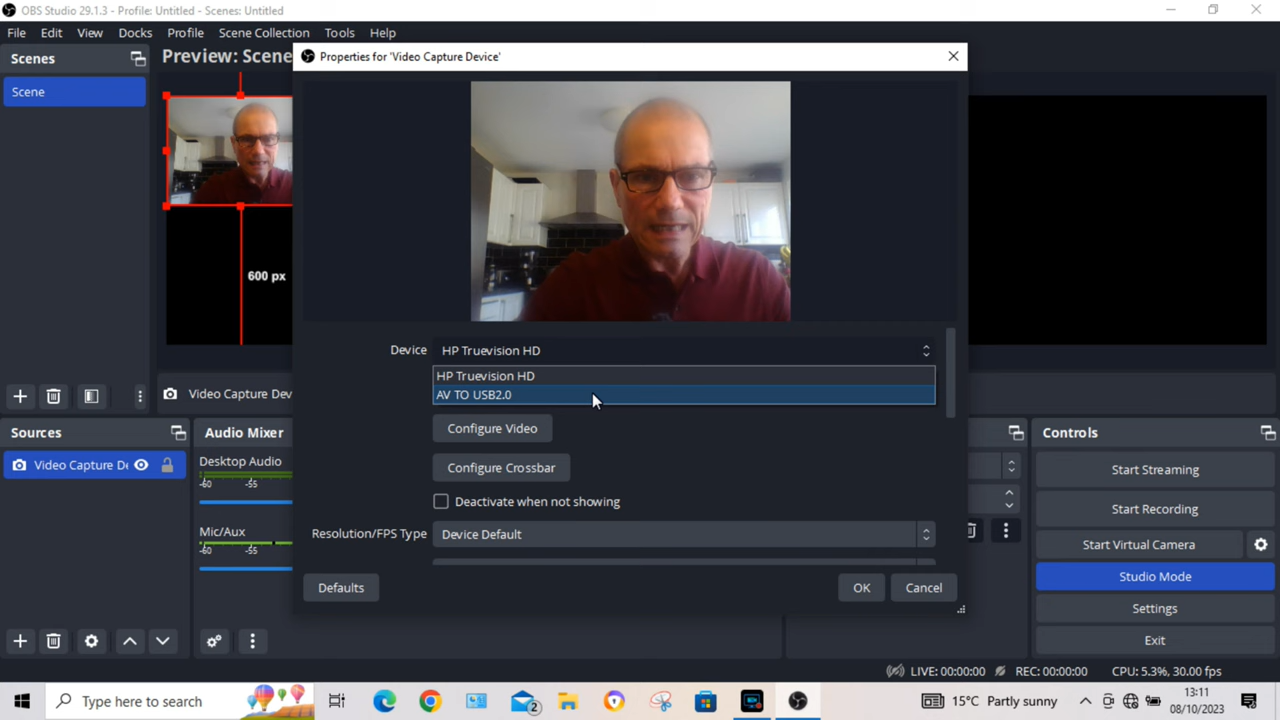 OBS Studio 29.1.3 - Profile: Untitled - Scenes: Untitled
File Edit View Docks Profile Scene Collection Tools Help
Scenes
Preview: Scene
Properties for 'Video Capture Device'
Scene
600 px
Device HP Truevision HD
HP Truevision HD
AV TO USB2.0
Video Capture Dev
Configure Video
Configure Crossbar
Deactivate when not showing
Resolution/FPS Type Device Default
Defaults OK Cancel
Sources
Video Capture De
Audio Mixer
Desktop Audio
-60 -55
Mic/Aux
-60 -55
Controls
Start Streaming
Start Recording
Start Virtual Camera
Studio Mode
Settings
Exit
LIVE: 00:00:00 REC: 00:00:00 CPU: 5.3%, 30.00 fps
Type here to search
2
15°C Partly sunny
08/10/2023